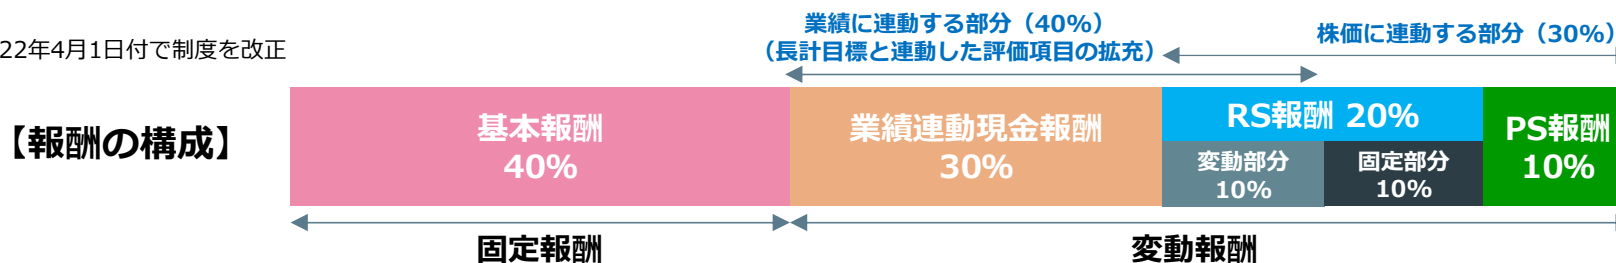 業績に連動する部分（40%）
（長計目標と連動した評価項目の拡充）
株価に連動する部分（30%）
22年4月1日付で制度を改正
【報酬の構成】
基本報酬
40%
業績連動現金報酬
30%
RS報酬 20%
変動部分
10%
固定部分
10%
PS報酬
10%
固定報酬
変動報酬